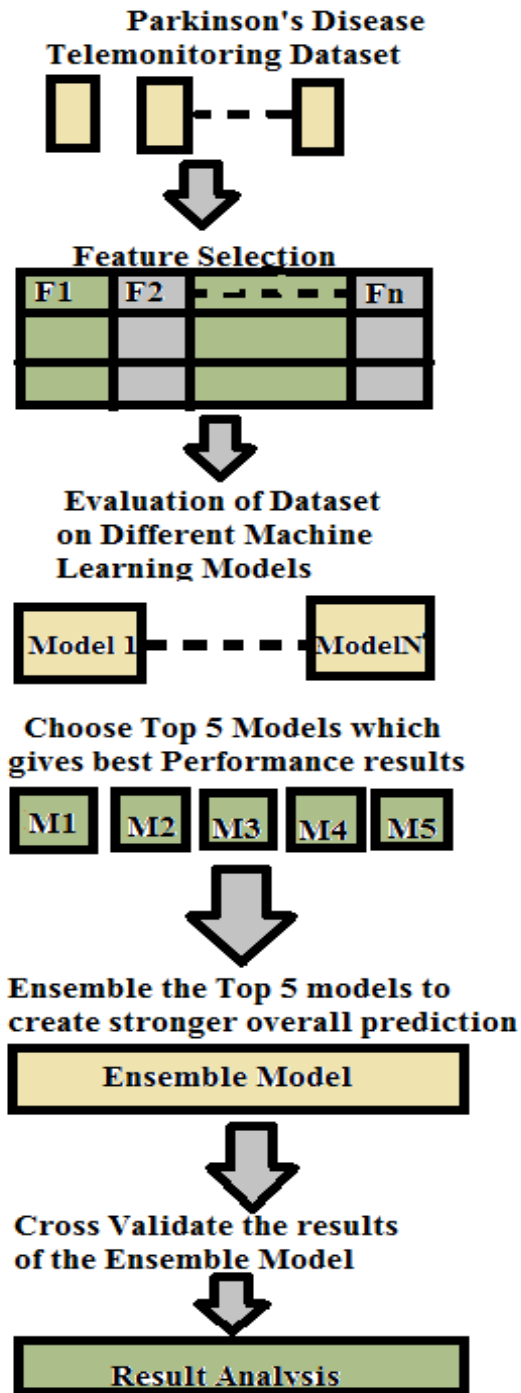 Parkinson's Disease
Telemonitoring Dataset
Feature Selection
F1 F2 Fn
Evaluation of Dataset
on Different Machine
Learning Models
Model 1 ModelN
Choose Top 5 Models which
gives best Performance results
M1 M2 M3 M4 M5
Ensemble the Top 5 models to
create stronger overall prediction
Ensemble Model
Cross Validate the results
of the Ensemble Model
Result Analysis